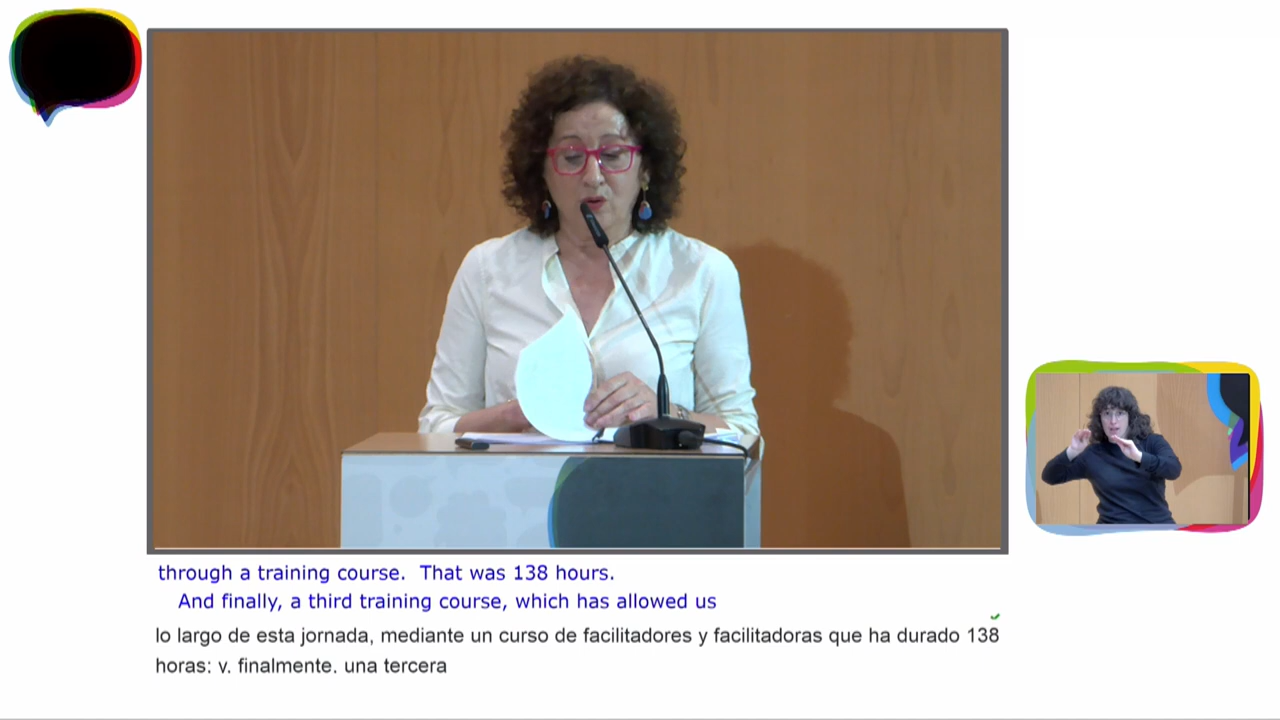 through a training course.  That was 138 hours.
And finally, a third training course, which has allowed us
lo largo de esta jornada, mediante un curso de facilitadores y facilitadoras que ha durado 138
horas; y, finalmente, una tercera